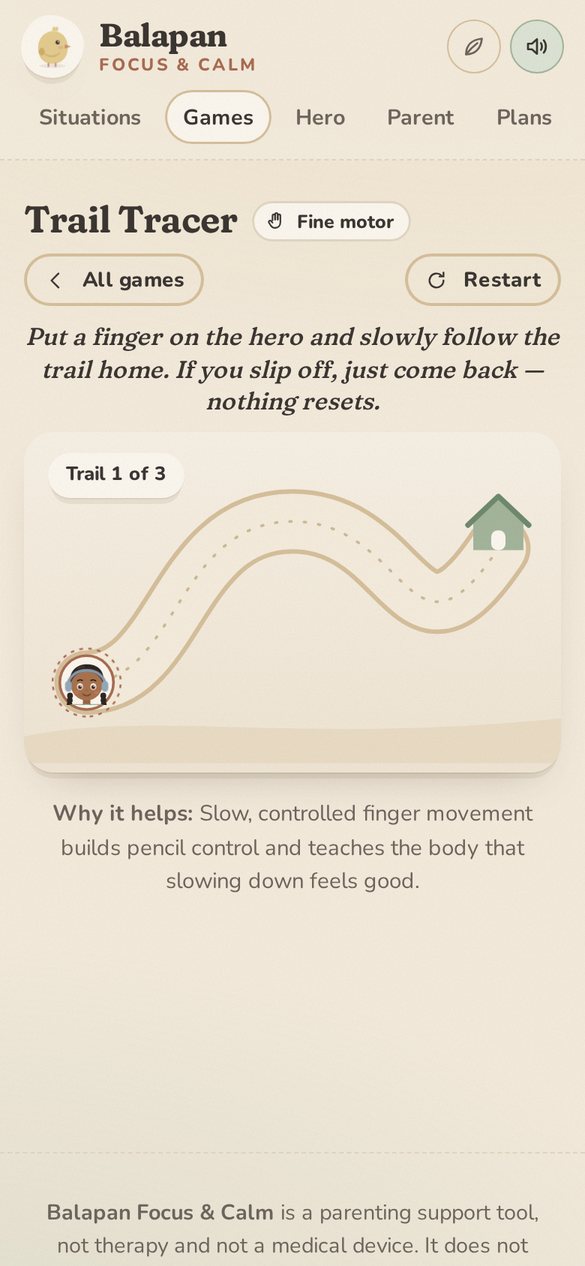 Balapan
FOCUS & CALM
Situations
Games
Hero
Parent
Plans
Trail Tracer
Fine motor
All games
Restart
Put a finger on the hero and slowly follow the
trail home. If you slip off, just come back —
nothing resets.
Trail 1 of 3
Why it helps: Slow, controlled finger movement
builds pencil control and teaches the body that
slowing down feels good.
Balapan Focus & Calm is a parenting support tool,
not therapy and not a medical device. It does not